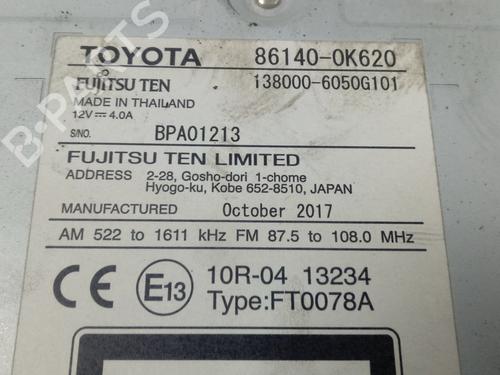 TOYOTA 86140-0K620
FUJITSU TEN 138000-6050G101
MADE IN THAILAND
12V⎓4.0A
S/NO. BPA01213
FUJITSU TEN LIMITED
ADDRESS 2-28, Gosho-dori 1-chome
Hyogo-ku, Kobe 652-8510, JAPAN
MANUFACTURED October 2017
AM 522 to 1611 kHz FM 87.5 to 108.0 MHz
CE E13 10R-04 13234
Type:FT0078A
B-PARTS